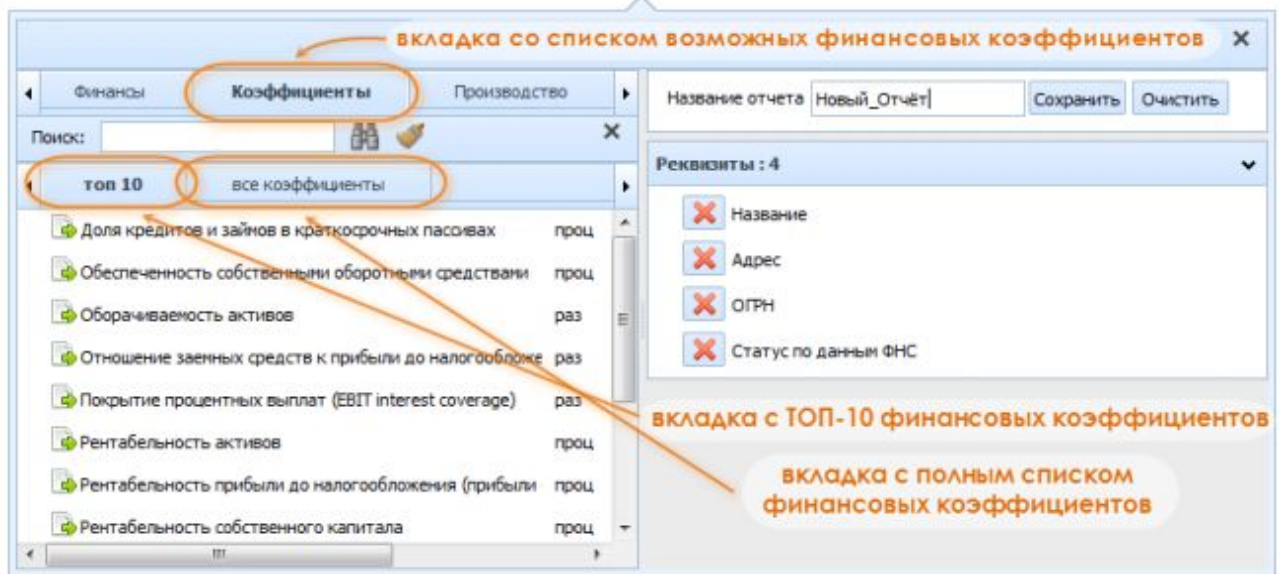 вкладка со списком возможных финансовых коэффициентов
Финансы Коэффициенты Производство
Поиск:
топ 10 все коэффициенты
Доля кредитов и займов в краткосрочных пассивах проц
Обеспеченность собственными оборотными средствами проц
Оборачиваемость активов раз
Отношение заемных средств к прибыли до налогообложе раз
Покрытие процентных выплат (EBIT interest coverage) раз
Рентабельность активов проц
Рентабельность прибыли до налогообложения (прибыли проц
Рентабельность собственного капитала проц
Название отчета Новый_Отчёт Сохранить Очистить
Реквизиты : 4
Название
Адрес
ОГРН
Статус по данным ФНС
вкладка с ТОП-10 финансовых коэффициентов
вкладка с полным списком
финансовых коэффициентов